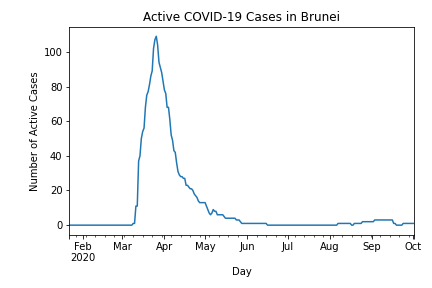 Active COVID-19 Cases in Brunei
Number of Active Cases
100
80
60
40
20
0
Feb Mar Apr May Jun Jul Aug Sep Oct
2020
Day